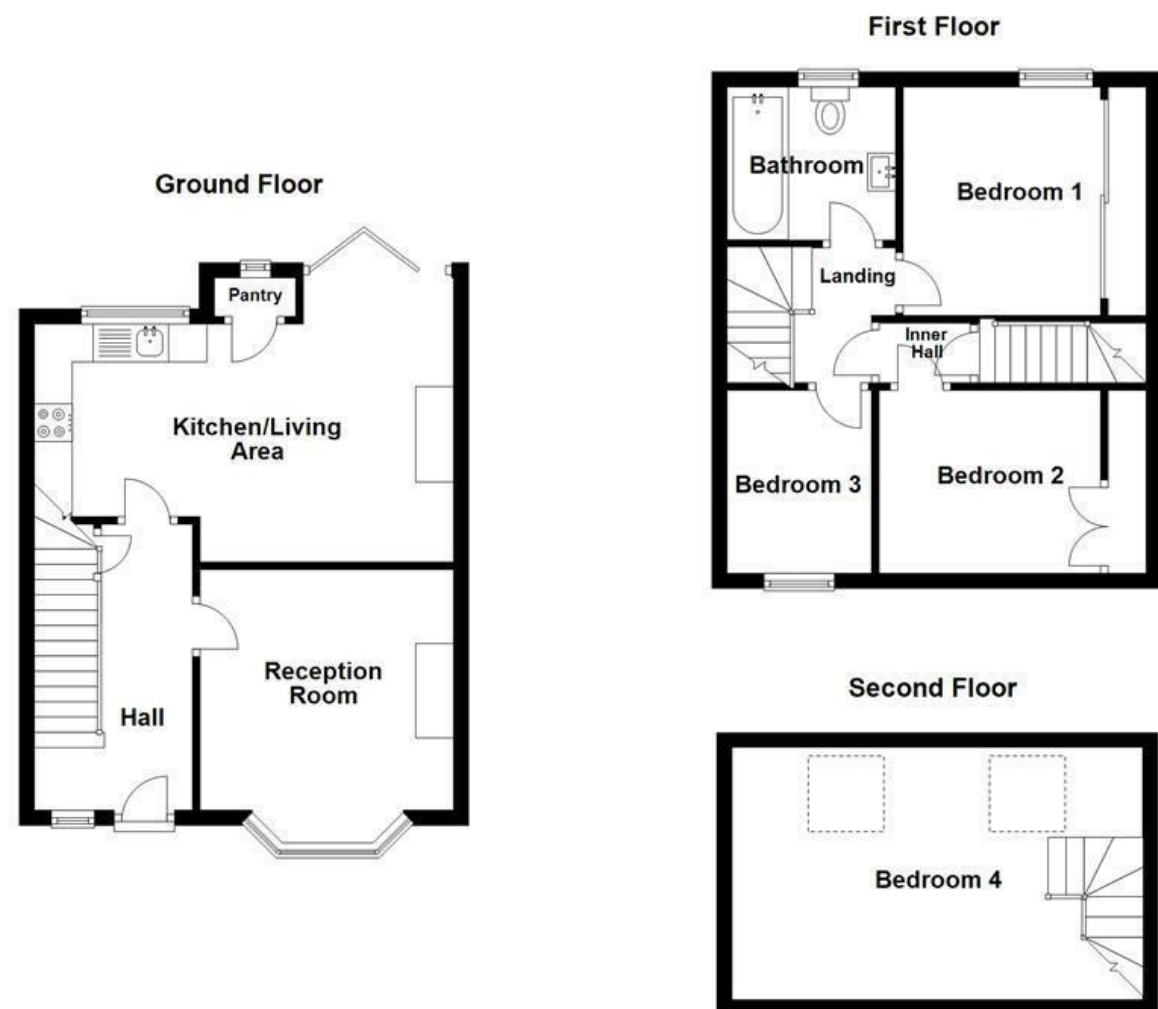 Ground Floor
Pantry
Kitchen/Living
Area
Reception
Room
Hall
First Floor
Bathroom
Bedroom 1
Landing
Inner
Hall
Bedroom 3
Bedroom 2
Second Floor
Bedroom 4